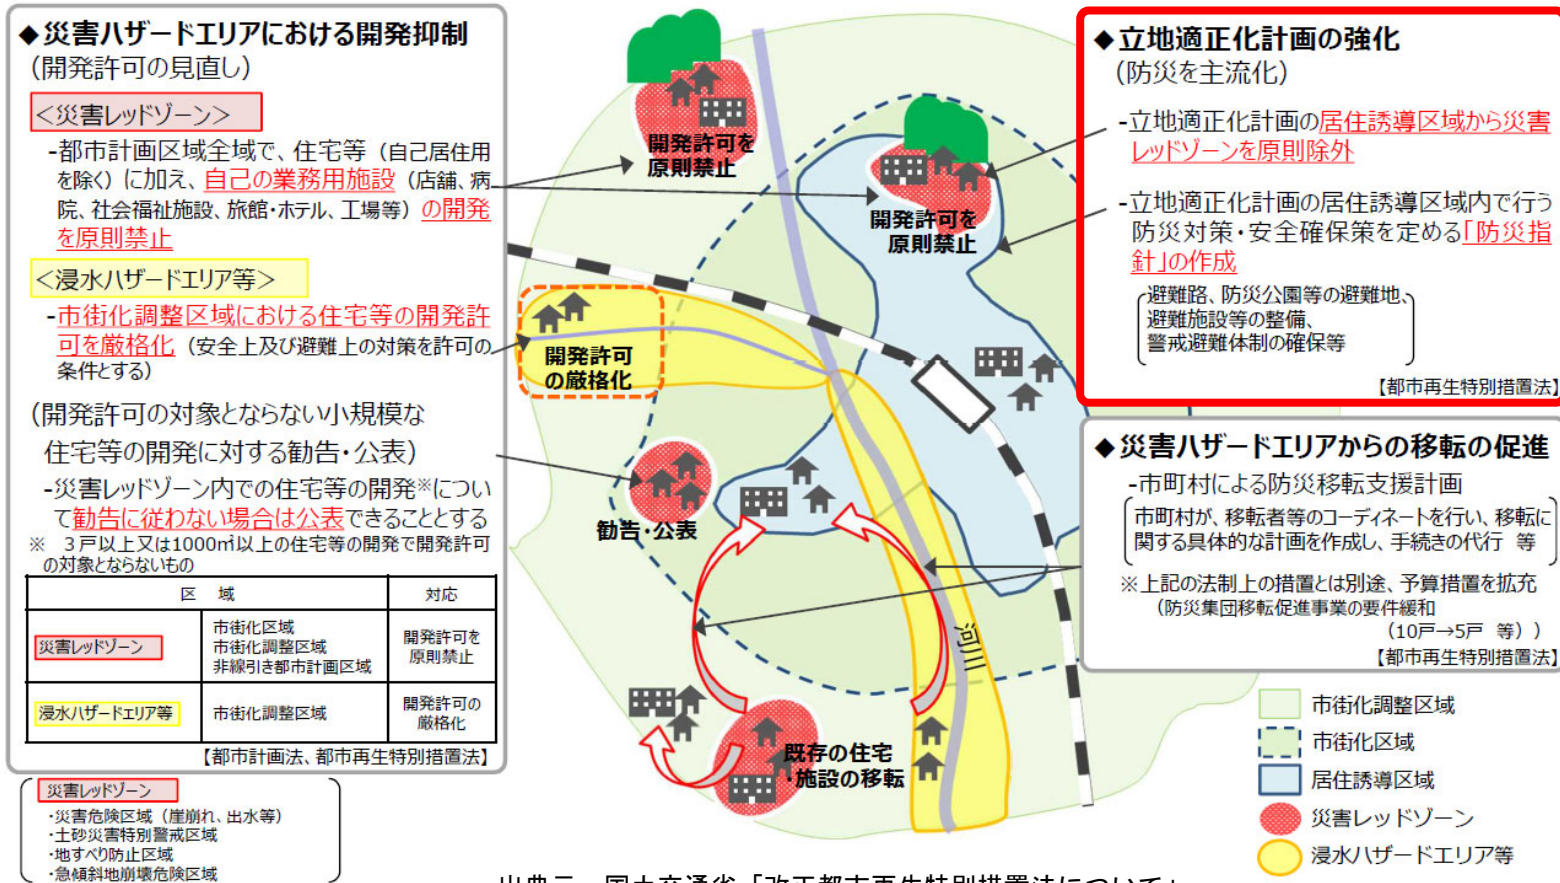 ◆災害ハザードエリアにおける開発抑制
（開発許可の見直し）
＜災害レッドゾーン＞
-都市計画区域全域で、住宅等（自己居住用
を除く）に加え、自己の業務用施設（店舗、病
院、社会福祉施設、旅館・ホテル、工場等）の開発
を原則禁止
＜浸水ハザードエリア等＞
-市街化調整区域における住宅等の開発許
可を厳格化（安全上及び避難上の対策を許可の
条件とする）
（開発許可の対象とならない小規模な
住宅等の開発に対する勧告・公表）
-災害レッドゾーン内での住宅等の開発※につい
て勧告に従わない場合は公表できることとする
※　3戸以上又は1000㎡以上の住宅等の開発で開発許可
の対象とならないもの
区　域　対応
災害レッドゾーン
市街化区域
市街化調整区域
非線引き都市計画区域
開発許可を
原則禁止
浸水ハザードエリア等
市街化調整区域
開発許可の
厳格化
【都市計画法、都市再生特別措置法】
災害レッドゾーン
・災害危険区域（崖崩れ、出水等）
・土砂災害特別警戒区域
・地すべり防止区域
・急傾斜地崩壊危険区域
開発許可を
原則禁止
開発許可を
原則禁止
開発許可
の厳格化
勧告・公表
河川
既存の住宅
・施設の移転
◆立地適正化計画の強化
（防災を主流化）
-立地適正化計画の居住誘導区域から災害
レッドゾーンを原則除外
-立地適正化計画の居住誘導区域内で行う
防災対策・安全確保策を定める「防災指
針」の作成
避難路、防災公園等の避難地、
避難施設等の整備、
警戒避難体制の確保等
【都市再生特別措置法】
◆災害ハザードエリアからの移転の促進
-市町村による防災移転支援計画
市町村が、移転者等のコーディネートを行い、移転に
関する具体的な計画を作成し、手続きの代行　等
※上記の法制上の措置とは別途、予算措置を拡充
（防災集団移転促進事業の要件緩和
（10戸→5戸　等））
【都市再生特別措置法】
市街化調整区域
市街化区域
居住誘導区域
災害レッドゾーン
浸水ハザードエリア等
出典元　国土交通省「改正都市再生特別措置法について」